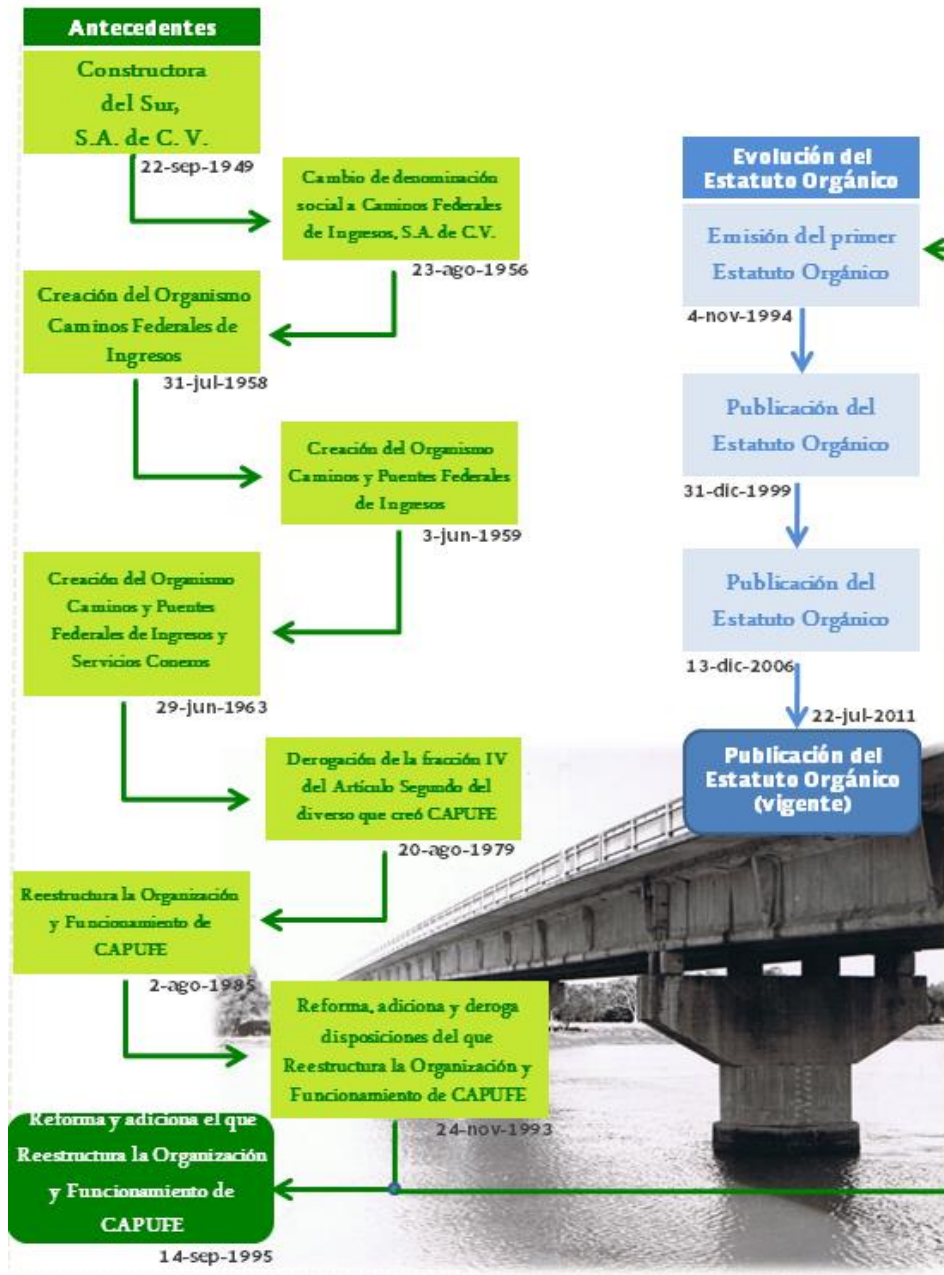 Antecedentes
Constructora
del Sur,
S.A. de C. V.
22-sep-1949
Cambio de denominación
social a Caminos Federales
de Ingresos, S.A. de C.V.
23-ago-1956
Creación del Organismo
Caminos Federales de
Ingresos
31-jul-1958
Creación del Organismo
Caminos y Puentes Federales
de Ingresos
3-jun-1959
Creación del Organismo
Caminos y Puentes
Federales de Ingresos y
Servicios Conexos
29-jun-1963
Derogación de la fracción IV
del Artículo Segundo del
diverso que creó CAPUFE
20-ago-1979
Reestructura la Organización
y Funcionamiento de
CAPUFE
2-ago-1985
Reforma, adiciona y deroga
disposiciones del que
Reestructura la Organización y
Funcionamiento de CAPUFE
24-nov-1993
Reforma y adiciona el que
Reestructura la Organización
y Funcionamiento de
CAPUFE
14-sep-1995
Evolución del
Estatuto Orgánico
Emisión del primer
Estatuto Orgánico
4-nov-1994
Publicación del
Estatuto Orgánico
31-dic-1999
Publicación del
Estatuto Orgánico
13-dic-2006
22-jul-2011
Publicación del
Estatuto Orgánico
(vigente)